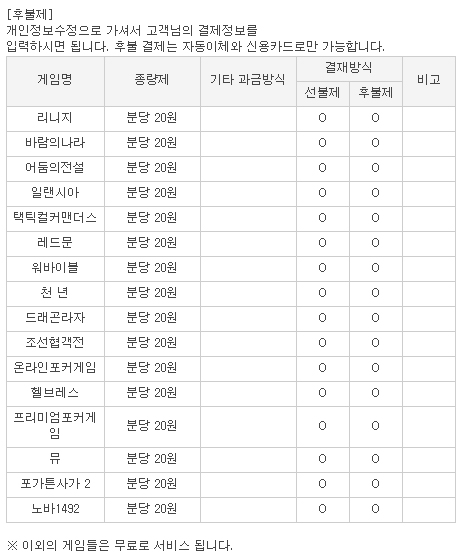 [후불제]
개인정보수정으로 가셔서 고객님의 결제정보를
입력하시면 됩니다. 후불 결제는 자동이체와 신용카드로만 가능합니다.
게임명 종량제 기타 과금방식 결재방식 비고
선불제 후불제
리니지 분당 20원 O O
바람의나라 분당 20원 O O
어둠의전설 분당 20원 O O
일랜시아 분당 20원 O O
택틱컬커맨더스 분당 20원 O O
레드문 분당 20원 O O
워바이블 분당 20원 O O
천 년 분당 20원 O O
드래곤라자 분당 20원 O O
조선협객전 분당 20원 O O
온라인포커게임 분당 20원 O O
헬브레스 분당 20원 O O
프리미엄포커게
임 분당 20원 O O
뮤 분당 20원 O O
포가튼사가 2 분당 20원 O O
노바1492 분당 20원 O O
※ 이외의 게임들은 무료로 서비스 됩니다.